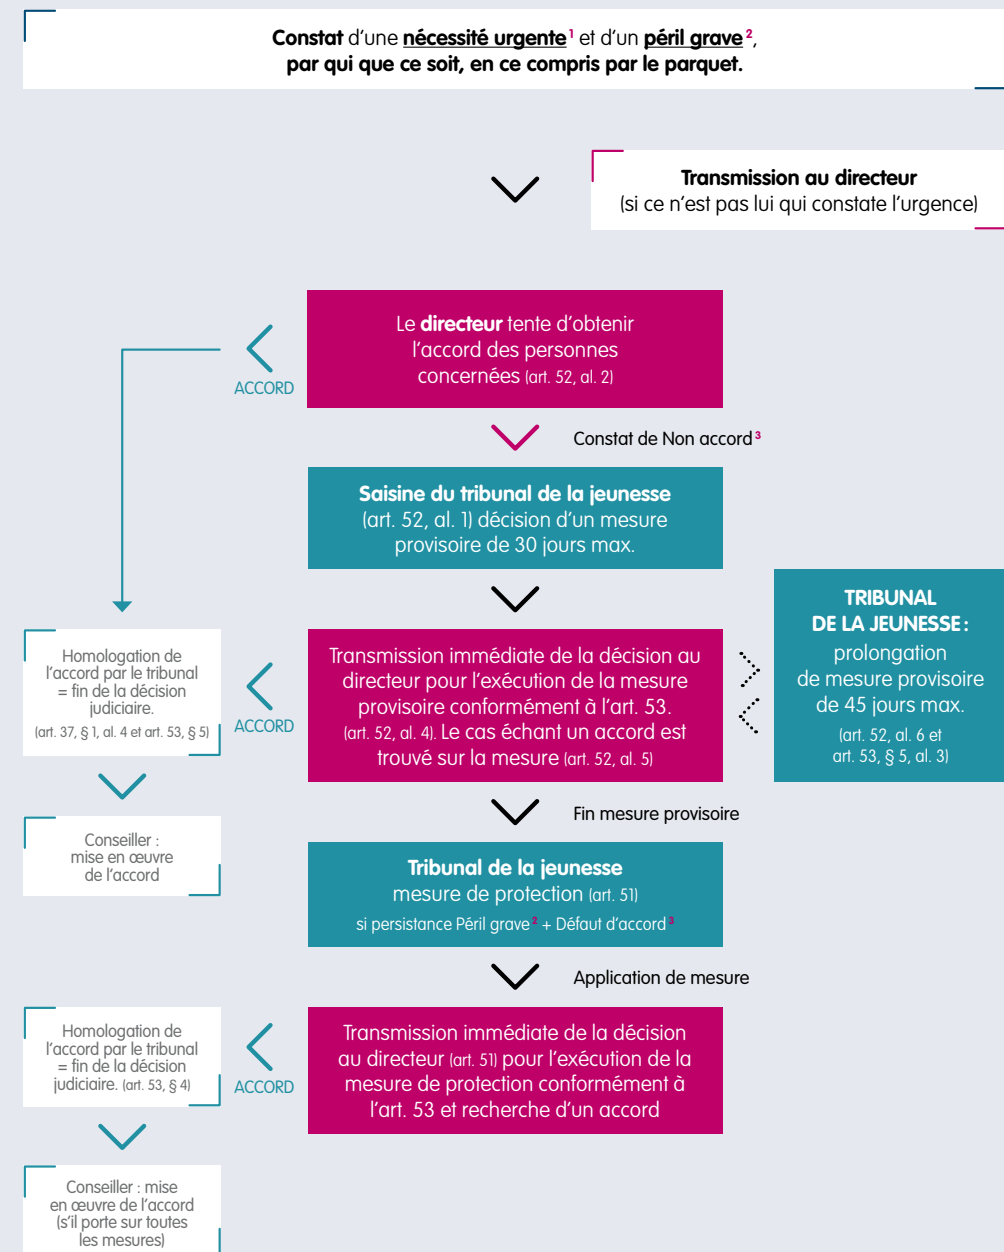 Constat d'une nécessité urgente¹ et d'un péril grave²,
par qui que ce soit, en ce compris par le parquet.
Transmission au directeur
(si ce n'est pas lui qui constate l'urgence)
Le directeur tente d'obtenir
l'accord des personnes
concernées (art. 52, al. 2)
ACCORD
Constat de Non accord³
Saisine du tribunal de la jeunesse
(art. 52, al. 1) décision d'un mesure
provisoire de 30 jours max.
TRIBUNAL
DE LA JEUNESSE :
prolongation
de mesure provisoire
de 45 jours max.
(art. 52, al. 6 et
art. 53, § 5, al. 3)
Transmission immédiate de la décision au
directeur pour l'exécution de la mesure
provisoire conformément à l'art. 53.
(art. 52, al. 4). Le cas échant un accord est
trouvé sur la mesure (art. 52, al. 5)
ACCORD
Homologation de
l'accord par le tribunal
= fin de la décision
judiciaire.
(art. 37, § 1, al. 4 et art. 53, § 5)
Fin mesure provisoire
Conseiller :
mise en œuvre
de l'accord
Tribunal de la jeunesse
mesure de protection (art. 51)
si persistance Péril grave² + Défaut d'accord³
Application de mesure
Transmission immédiate de la décision
au directeur (art. 51) pour l'exécution de la
mesure de protection conformément à
l'art. 53 et recherche d'un accord
ACCORD
Homologation de
l'accord par le tribunal
= fin de la décision
judiciaire. (art. 53, § 4)
Conseiller : mise
en œuvre de l'accord
(s'il porte sur toutes
les mesures)